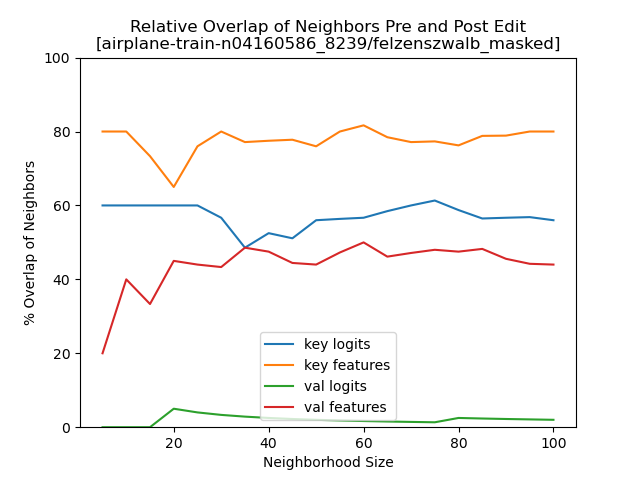 Relative Overlap of Neighbors Pre and Post Edit
[airplane-train-n04160586_8239/felzenszwalb_masked]
100
80
60
40
20
0
% Overlap of Neighbors
key logits
key features
val logits
val features
20
40
60
80
100
Neighborhood Size